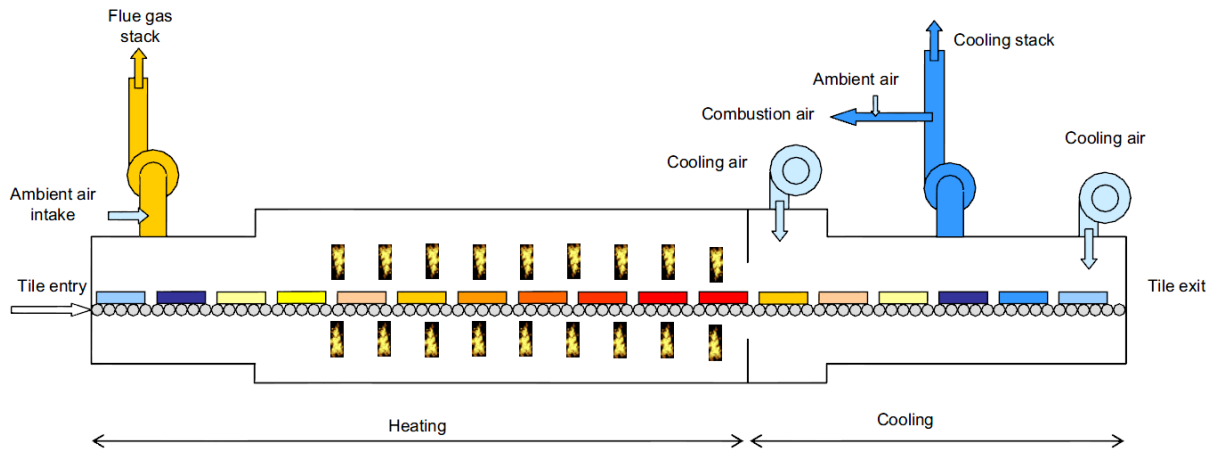 Flue gas
stack
Cooling stack
Ambient air
Combustion air
Cooling air
Cooling air
Ambient air
intake
Tile entry
Tile exit
Heating
Cooling